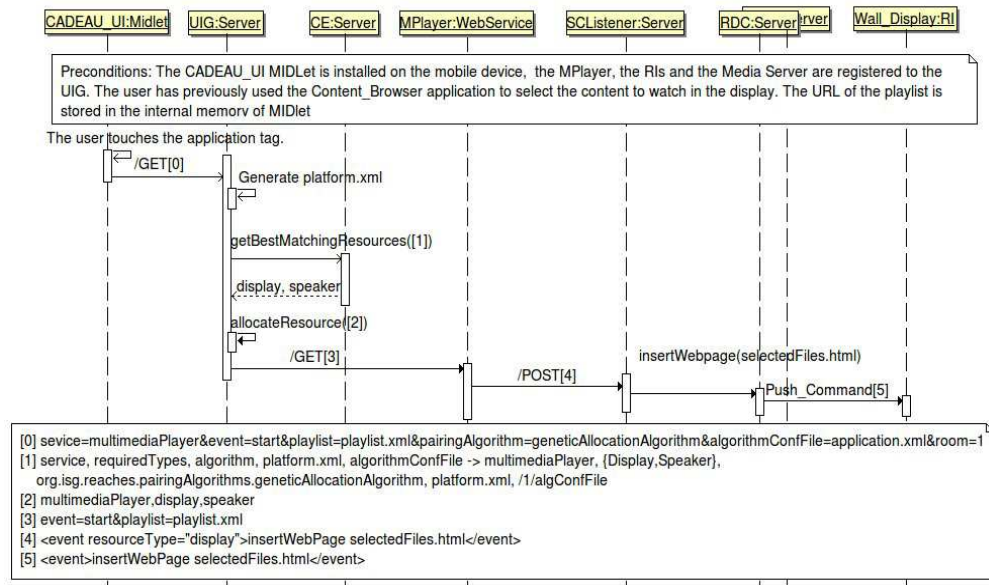 CADEAU_UI:Midlet UIG:Server CE:Server MPlayer:WebService SCListener:Server RDC:Server erver Wall_Display:RI
Preconditions: The CADEAU_UI MIDLet is installed on the mobile device, the MPlayer, the RIs and the Media Server are registered to the
UIG. The user has previously used the Content_Browser application to select the content to watch in the display. The URL of the playlist is
stored in the internal memory of MIDlet
The user touches the application tag.
/GET[0]
Generate platform.xml
getBestMatchingResources([1])
display, speaker
allocateResource([2])
/GET[3]
insertWebpage(selectedFiles.html)
/POST[4]
Push_Command[5]
[0] sevice=multimediaPlayer&event=start&playlist=playlist.xml&pairingAlgorithm=geneticAllocationAlgorithm&algorithmConfFile=application.xml&room=1
[1] service, requiredTypes, algorithm, platform.xml, algorithmConfFile -> multimediaPlayer, {Display,Speaker},
org.isg.reaches.pairingAlgorithms.geneticAllocationAlgorithm, platform.xml, /1/algConfFile
[2] multimediaPlayer,display,speaker
[3] event=start&playlist=playlist.xml
[4] <event resourceType="display">insertWebPage selectedFiles.html</event>
[5] <event>insertWebPage selectedFiles.html</event>